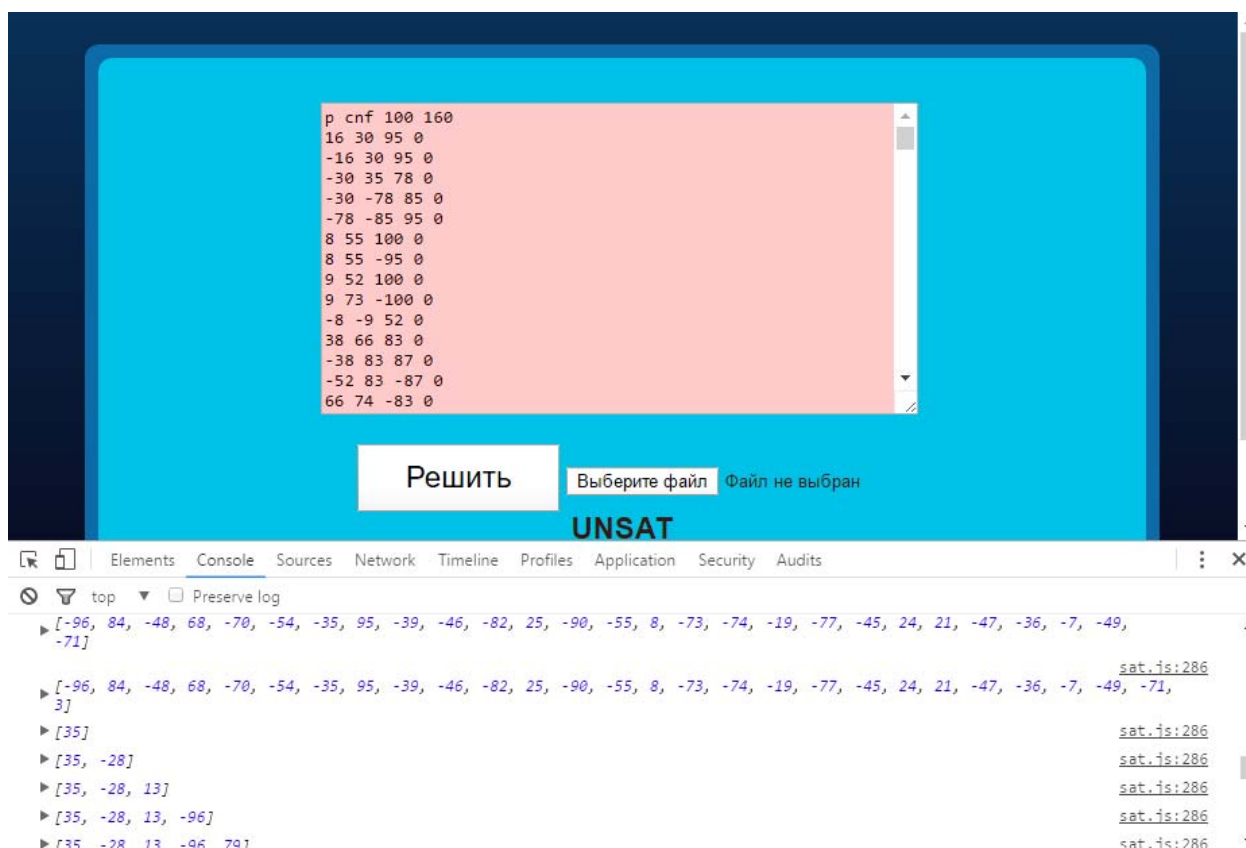 p cnf 100 160
16 30 95 0
-16 30 95 0
-30 35 78 0
-30 -78 85 0
-78 -85 95 0
8 55 100 0
8 55 -95 0
9 52 100 0
9 73 -100 0
-8 -9 52 0
38 66 83 0
-38 83 87 0
-52 83 -87 0
66 74 -83 0
Решить
Выберите файл Файл не выбран
UNSAT
Elements Console Sources Network Timeline Profiles Application Security Audits
top Preserve log
[-96, 84, -48, 68, -70, -54, -35, 95, -39, -46, -82, 25, -90, -55, 8, -73, -74, -19, -77, -45, 24, 21, -47, -36, -7, -49,
-71]
sat.js:286
[-96, 84, -48, 68, -70, -54, -35, 95, -39, -46, -82, 25, -90, -55, 8, -73, -74, -19, -77, -45, 24, 21, -47, -36, -7, -49, -71,
3]
[35] sat.js:286
[35, -28] sat.js:286
[35, -28, 13] sat.js:286
[35, -28, 13, -96] sat.js:286
[35, -28, 13, -96, 79] sat.js:286